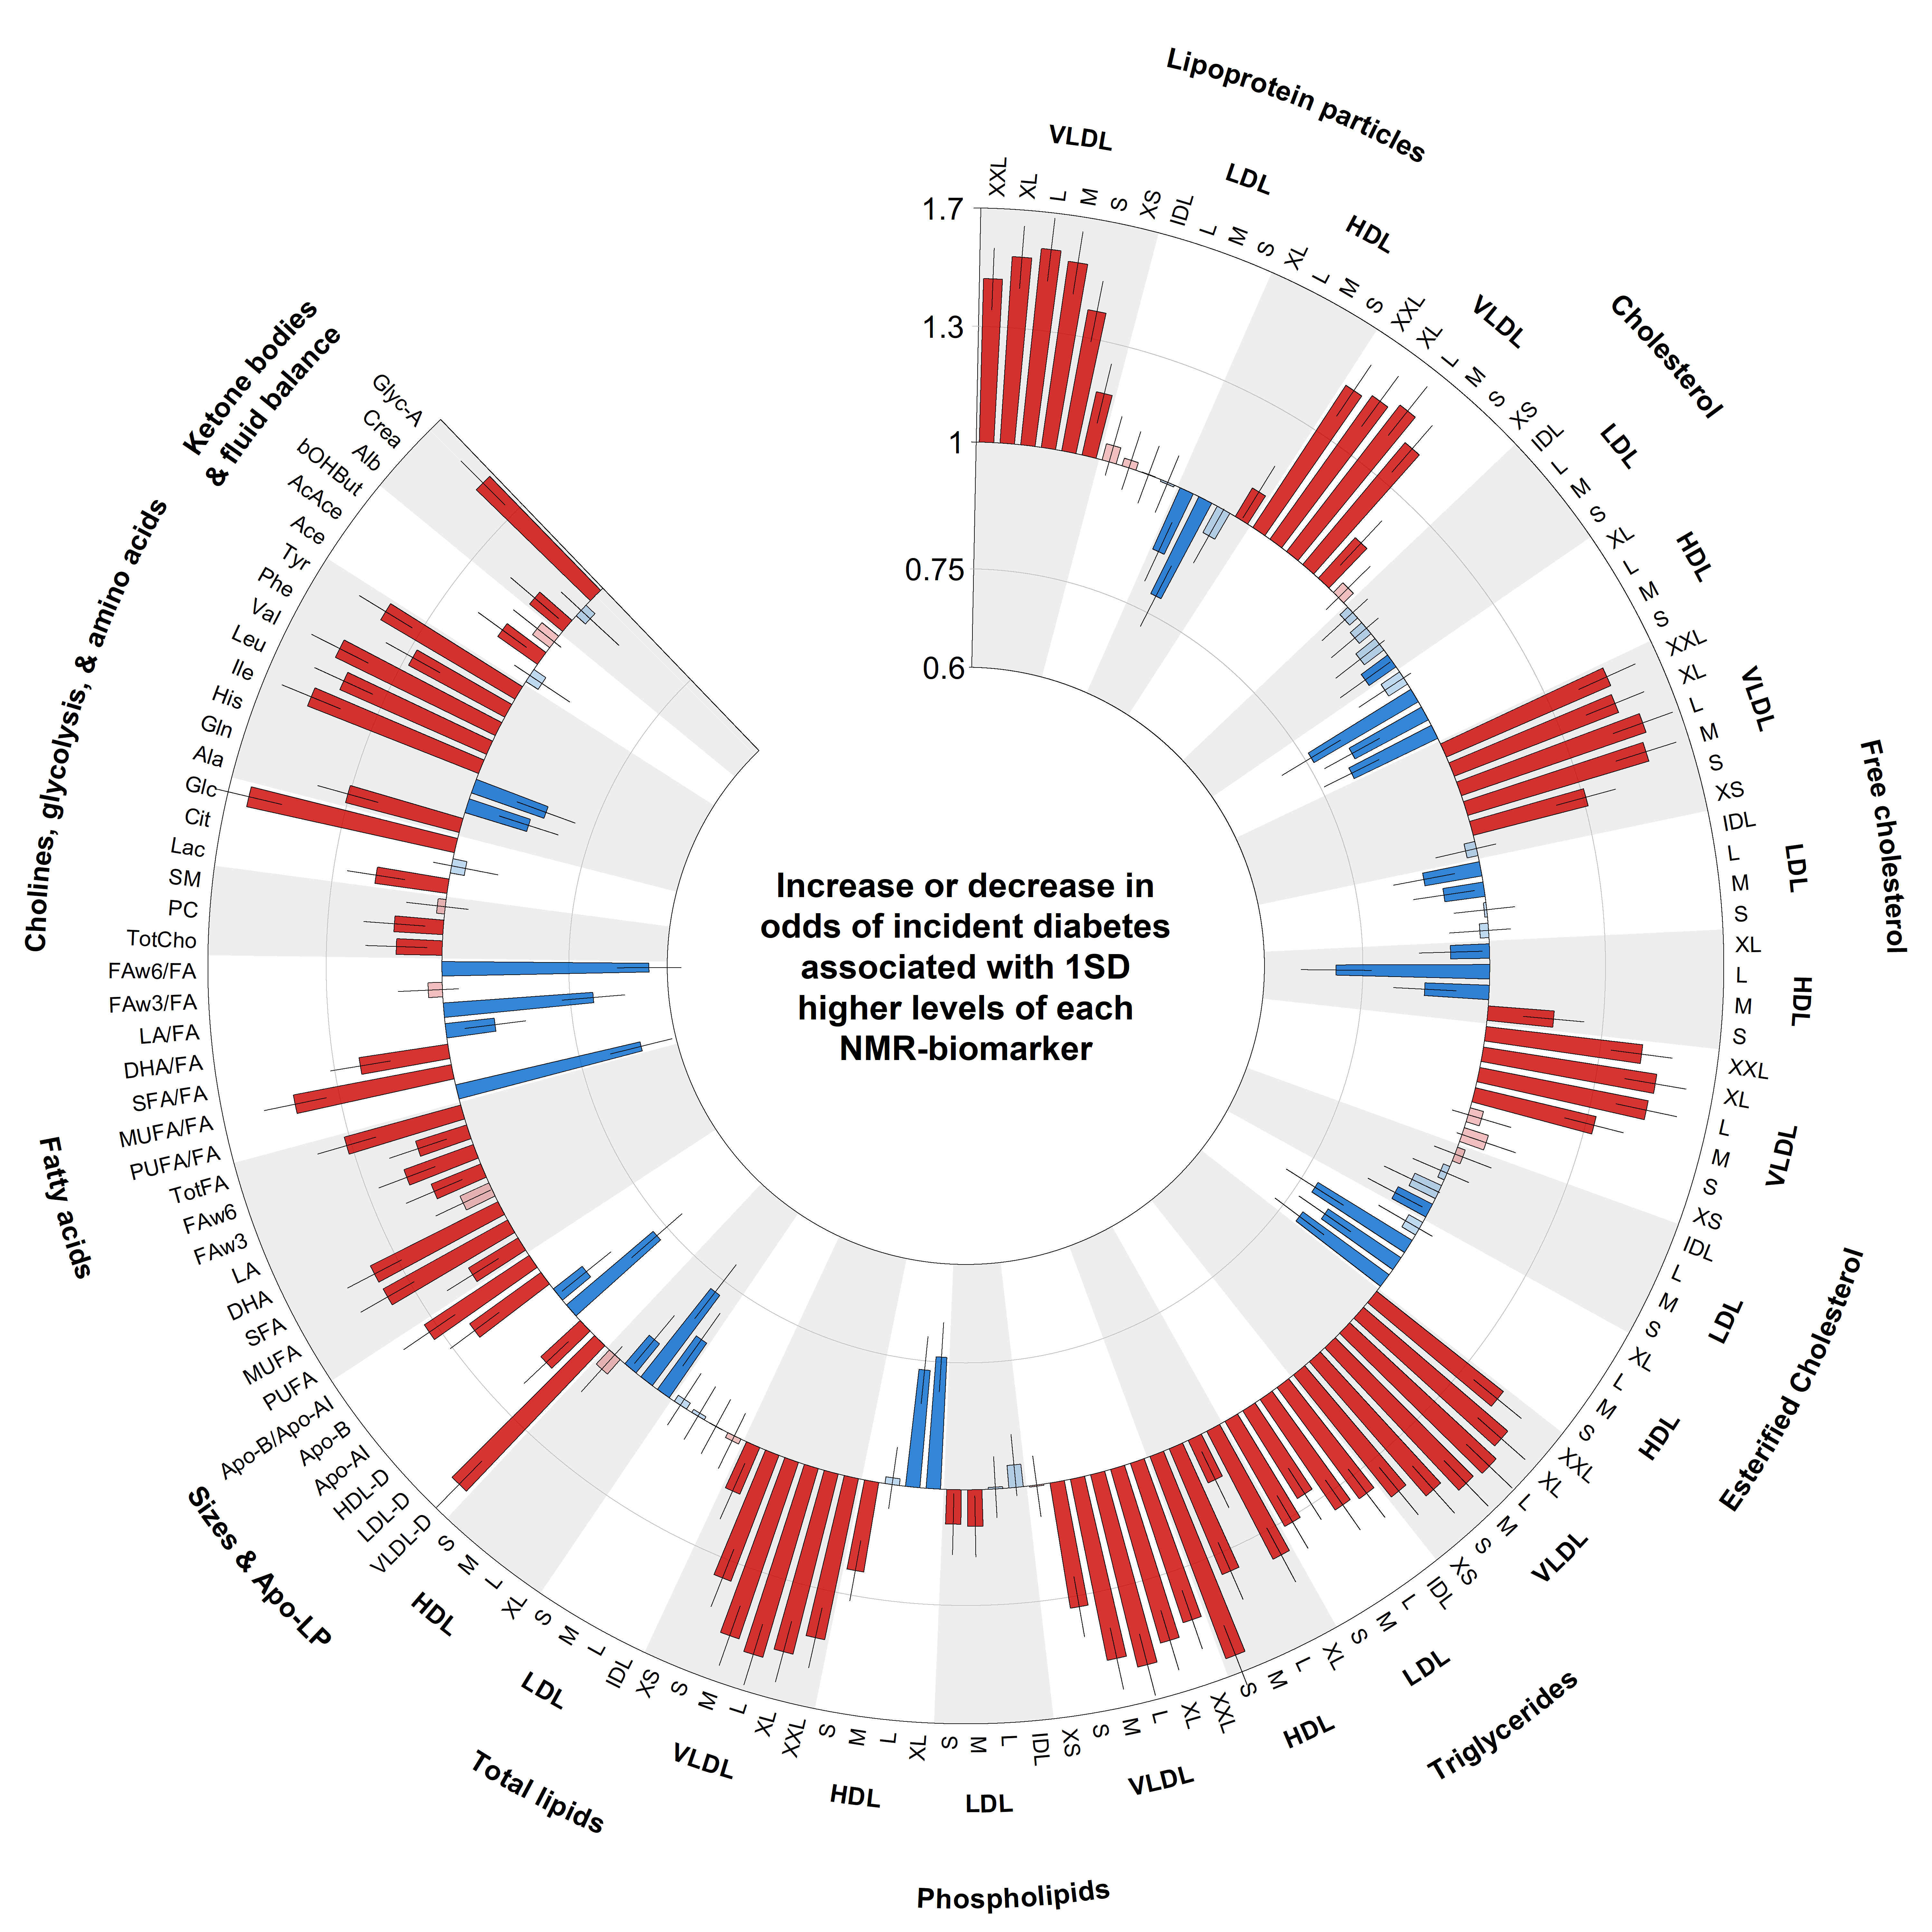 Increase or decrease in
odds of incident diabetes
associated with 1SD
higher levels of each
NMR-biomarker
1.7
1.3
1
0.75
0.6
Lipoprotein particles
VLDL
XXL
XL
L
M
S
XS
IDL
LDL
L
M
S
HDL
XL
L
M
S
Cholesterol
VLDL
XXL
XL
L
M
S
XS
IDL
LDL
L
M
S
HDL
XL
L
M
S
Free cholesterol
VLDL
XXL
XL
L
M
S
XS
IDL
LDL
L
M
S
HDL
XL
L
M
S
Esterified Cholesterol
VLDL
XXL
XL
L
M
S
XS
IDL
LDL
L
M
S
HDL
XL
L
M
S
Triglycerides
VLDL
XXL
XL
L
M
S
XS
IDL
LDL
L
M
S
HDL
XL
L
M
S
Phospholipids
VLDL
XXL
XL
L
M
S
XS
IDL
LDL
L
M
S
HDL
XL
L
M
S
Total lipids
VLDL
XXL
XL
L
M
S
XS
IDL
LDL
L
M
S
HDL
XL
L
M
S
Sizes & Apo-LP
VLDL-D
LDL-D
HDL-D
Apo-AI
Apo-B
Apo-B/Apo-AI
Fatty acids
PUFA
MUFA
SFA
DHA
LA
FAw3
FAw6
TotFA
PUFA/FA
MUFA/FA
SFA/FA
DHA/FA
LA/FA
FAw3/FA
FAw6/FA
Cholines, glycolysis, & amino acids
TotCho
PC
SM
Lac
Cit
Glc
Ala
Gln
His
Ile
Leu
Val
Phe
Tyr
Ketone bodies
& fluid balance
Ace
AcAce
bOHBut
Alb
Crea
Glyc-A